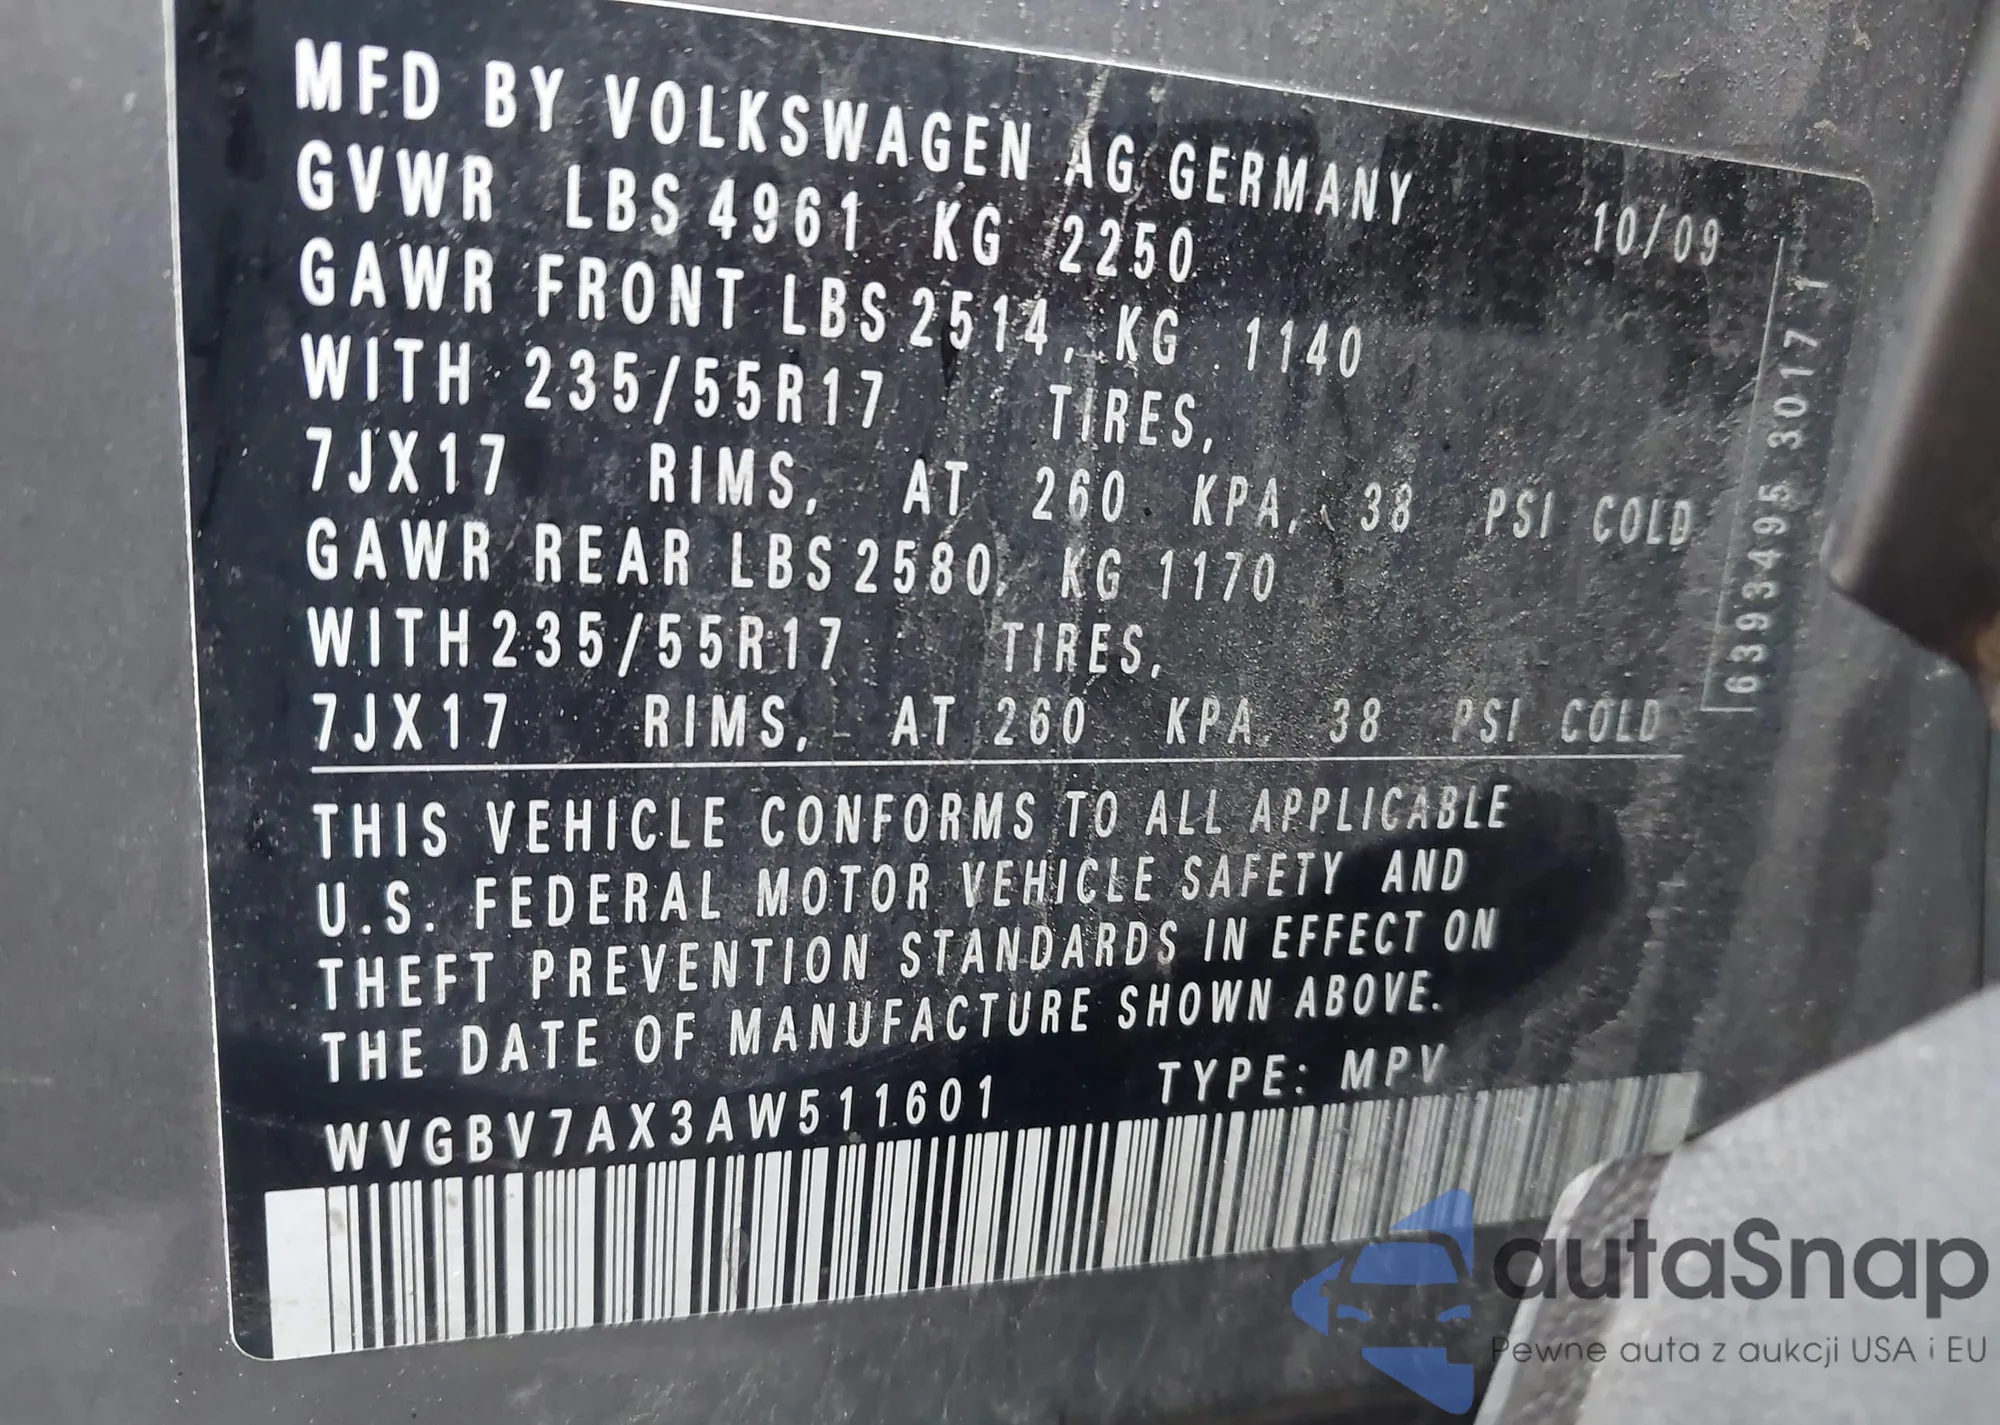 MFD BY VOLKSWAGEN AG GERMANY
GVWR LBS 4961 KG 2250 10/09
GAWR FRONT LBS 2514, KG 1140
WITH 235/55R17 TIRES,
7JX17 RIMS, AT 260 KPA, 38 PSI COLD
GAWR REAR LBS 2580, KG 1170
WITH 235/55R17 TIRES,
7JX17 RIMS, AT 260 KPA, 38 PSI COLD
6393495 3017
THIS VEHICLE CONFORMS TO ALL APPLICABLE
U.S. FEDERAL MOTOR VEHICLE SAFETY AND
THEFT PREVENTION STANDARDS IN EFFECT ON
THE DATE OF MANUFACTURE SHOWN ABOVE.
WVGBV7AX3AW511601 TYPE: MPV
autaSnap
Pewne auta z aukcji USA i EU